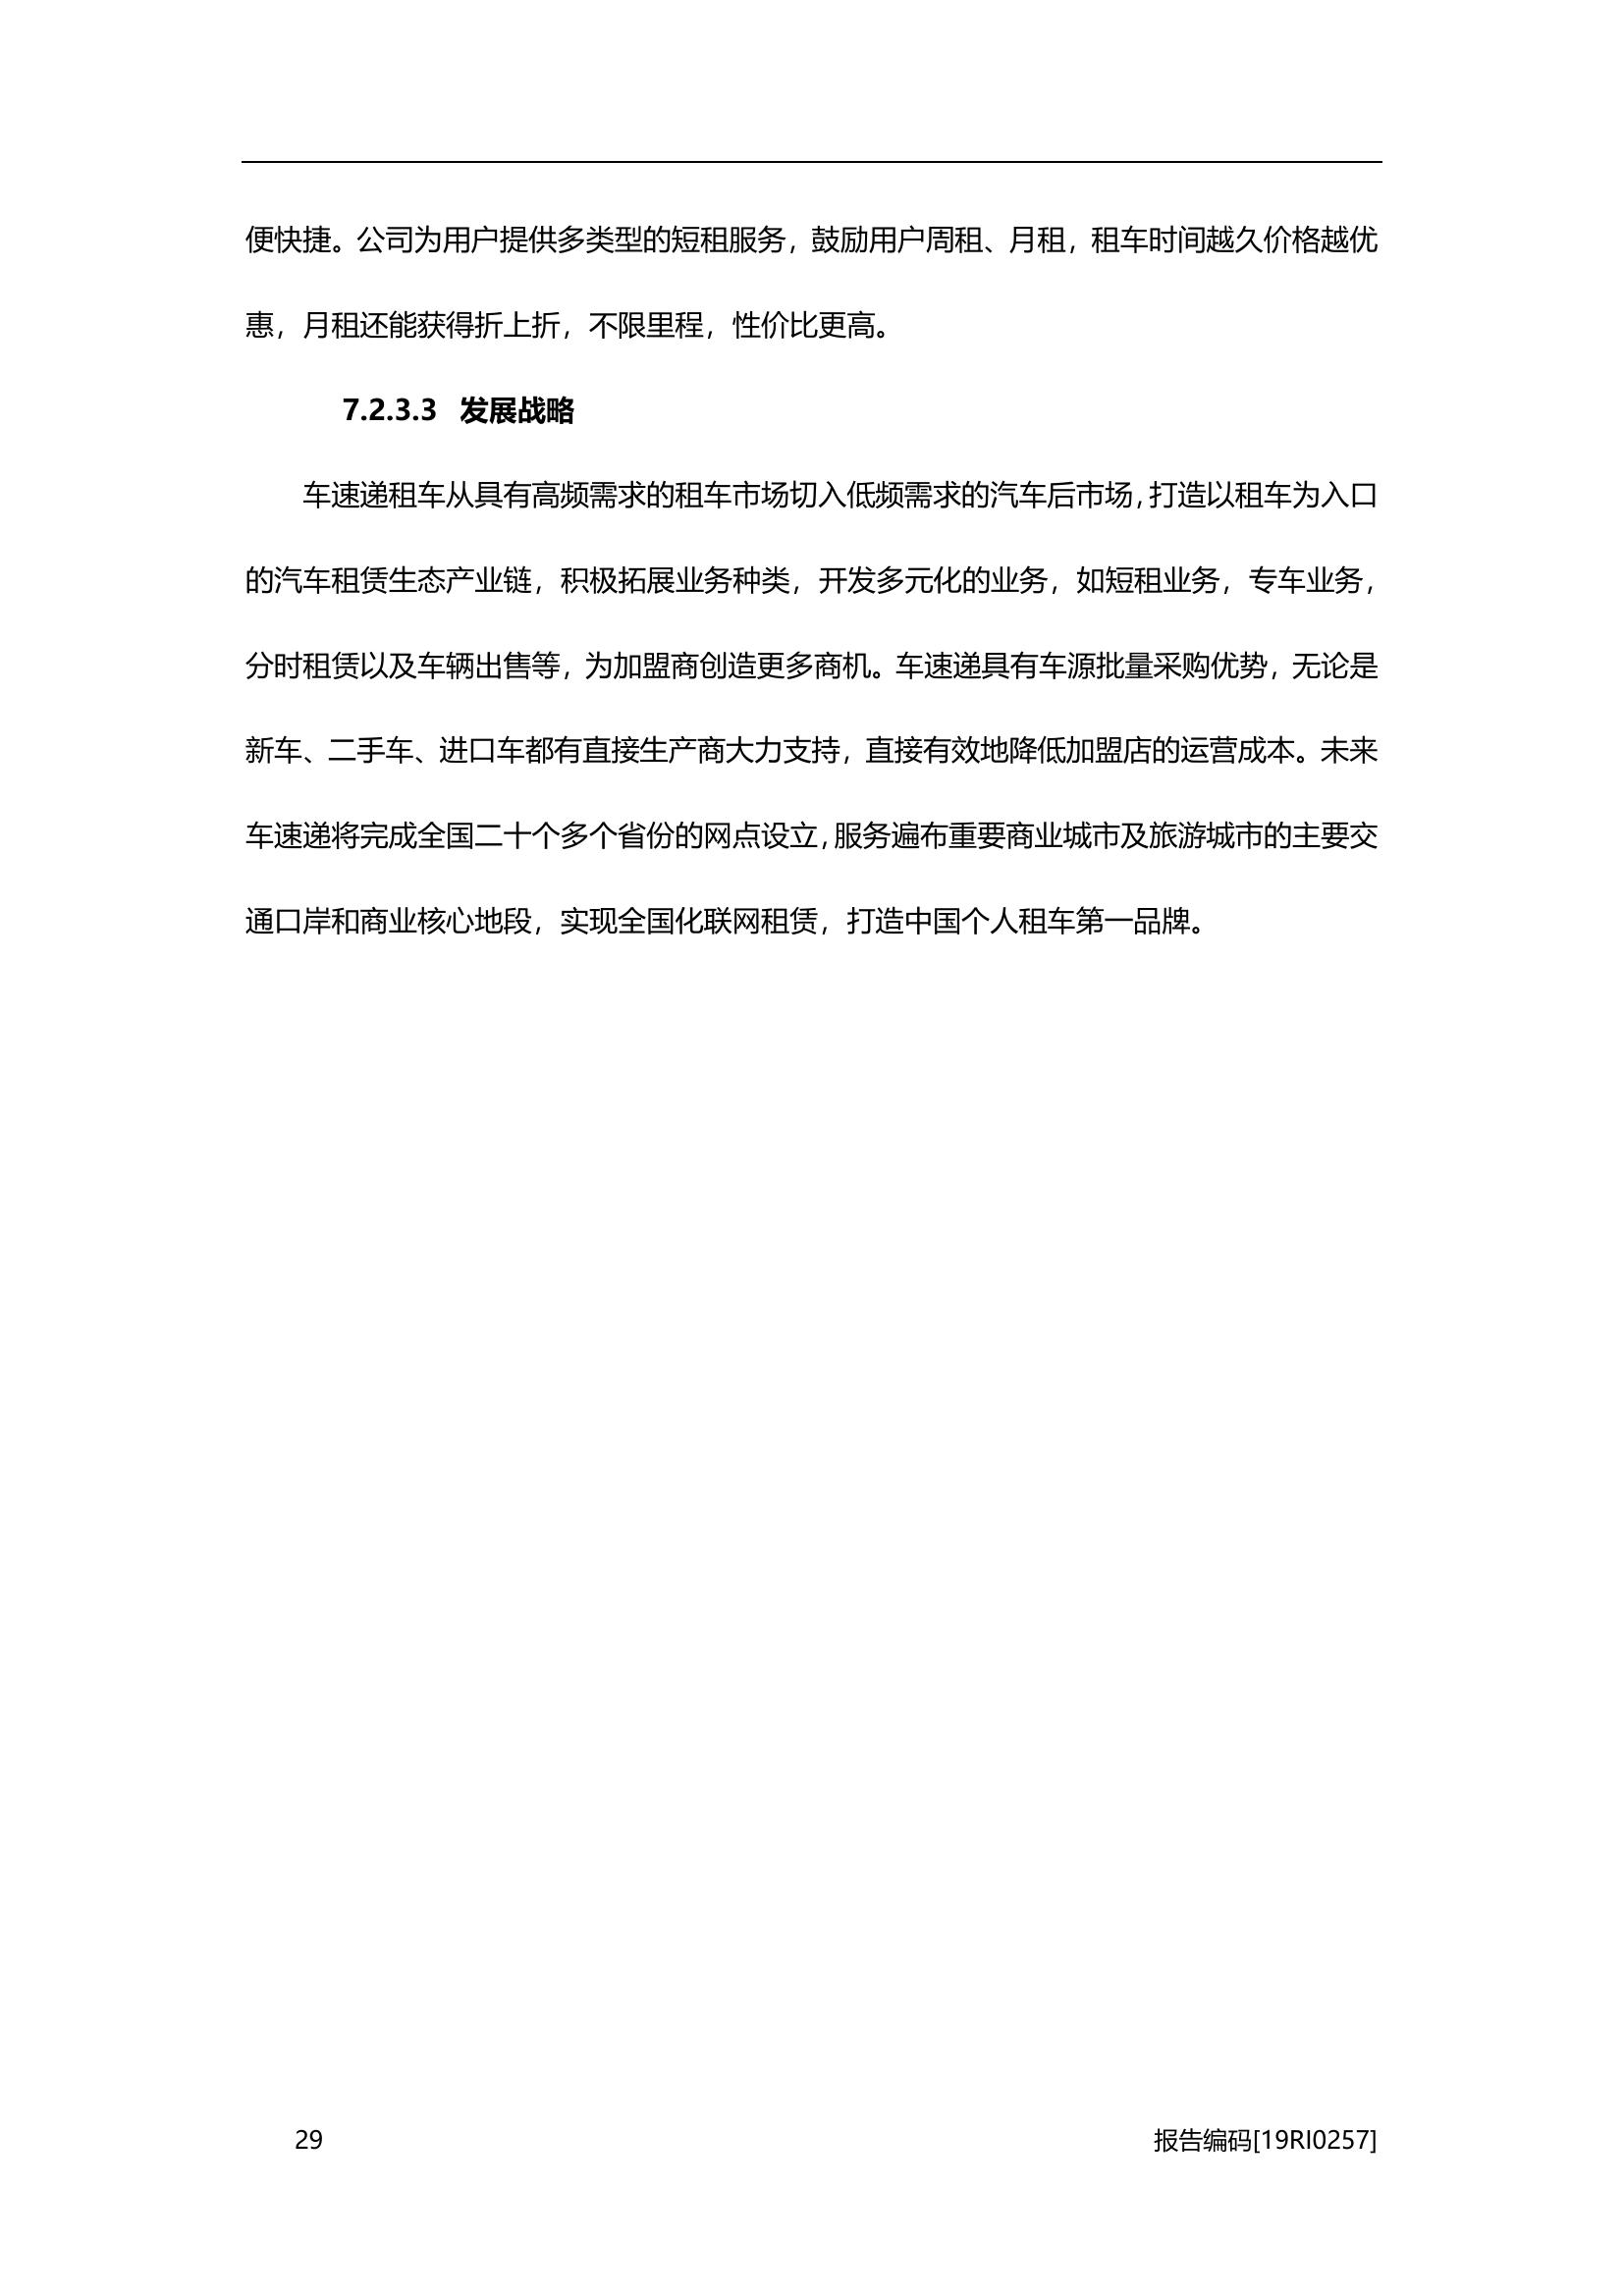 便快捷。公司为用户提供多类型的短租服务，鼓励用户周租、月租，租车时间越久价格越优
惠，月租还能获得折上折，不限里程，性价比更高。
7.2.3.3 发展战略
车速递租车从具有高频需求的租车市场切入低频需求的汽车后市场，打造以租车为入口
的汽车租赁生态产业链，积极拓展业务种类，开发多元化的业务，如短租业务，专车业务，
分时租赁以及车辆出售等，为加盟商创造更多商机。车速递具有车源批量采购优势，无论是
新车、二手车、进口车都有直接生产商大力支持，直接有效地降低加盟店的运营成本。未来
车速递将完成全国二十个多个省份的网点设立，服务遍布重要商业城市及旅游城市的主要交
通口岸和商业核心地段，实现全国化联网租赁，打造中国个人租车第一品牌。
29 报告编码[19RI0257]